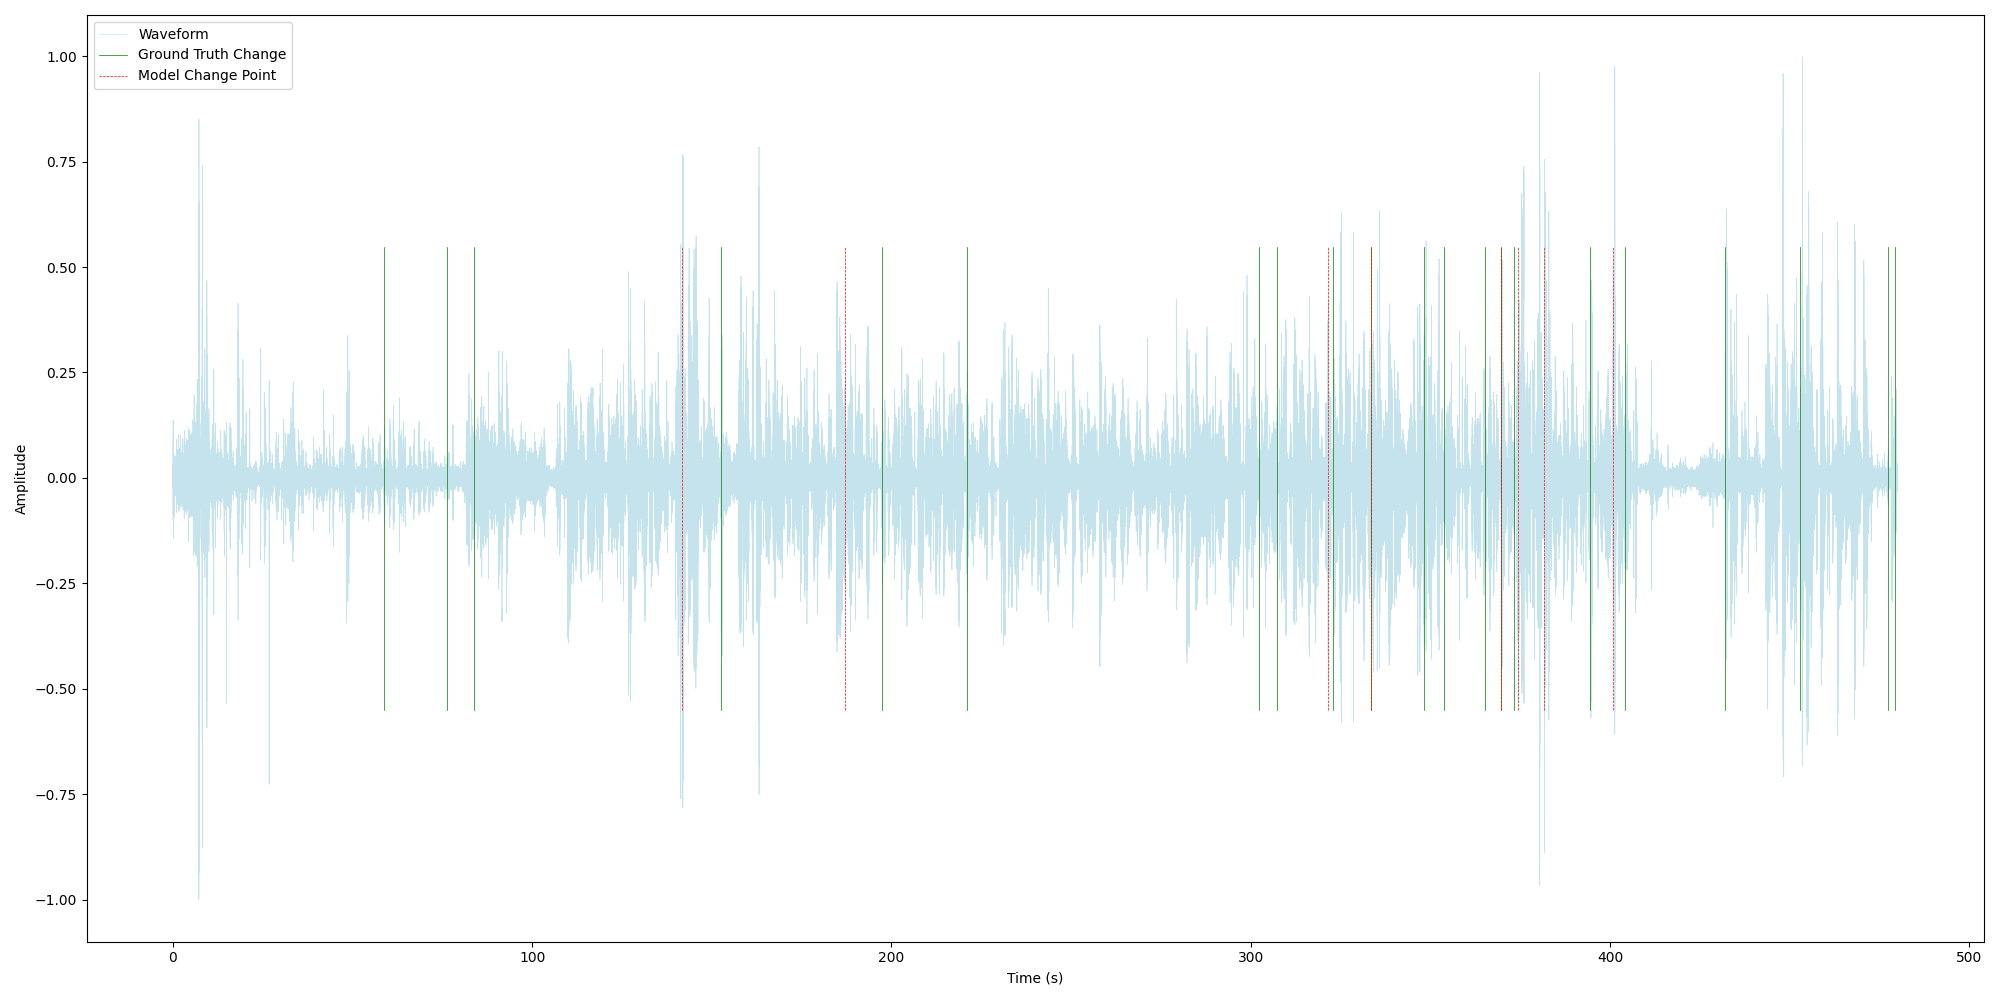 Waveform
Ground Truth Change
Model Change Point
1.00
0.75
0.50
0.25
0.00
−0.25
−0.50
−0.75
−1.00
Amplitude
0 100 200 300 400 500
Time (s)